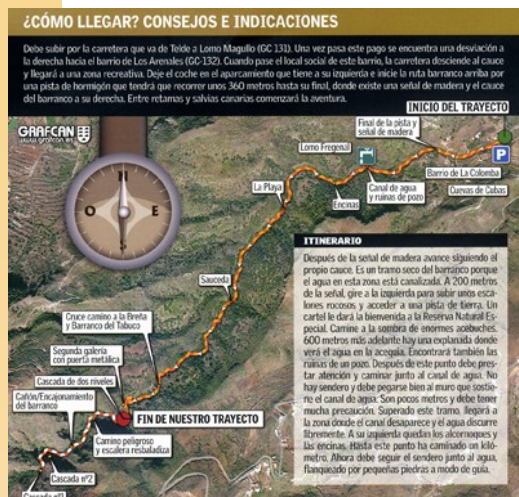 ¿CÓMO LLEGAR? CONSEJOS E INDICACIONES
Debe subir por la carretera que va de Telde a Lomo Magullo (GC 131). Una vez pasa este pago se encuentra una desviación a
la derecha hacia el barrio de Los Arenales (GC-132). Cuando pase el local social de este barrio, la carretera desciende al cauce
y llegará a una zona recreativa. Deje el coche en el aparcamiento que tiene a su izquierda e inicie la ruta barranco arriba por
una pista de hormigón que tendrá que recorrer unos 360 metros hasta su final, donde existe una señal de madera y el cauce
del barranco a su derecha. Entre retamas y salvias canarias comenzará la aventura.
INICIO DEL TRAYECTO
GRAFCAN
www.grafcan.es
Final de la pista y
señal de madera
Lomo Fregenal
P
Barrio de La Colomba
N
La Playa
Canal de agua
y ruinas de pozo
Cuevas de Cubas
Encinas
O
E
S
ITINERARIO
Después de la señal de madera avance siguiendo el
propio cauce. Es un tramo seco del barranco porque
el agua en esta zona está canalizada. A 200 metros
de la señal, gire a la izquierda para subir unos esca-
lones rocosos y acceder a una pista de tierra. Un
cartel le dará la bienvenida a la Reserva Natural Es-
pecial. Camine a la sombra de enormes acebuches.
600 metros más adelante hay una explanada donde
verá el agua en la acequia. Encontrará también las
ruinas de un pozo. Después de este punto debe pres-
tar atención y caminar junto al canal de agua. No
hay sendero y debe pegarse bien al muro que sostie-
ne el canal de agua. Son pocos metros y debe tener
mucha precaución. Superado este tramo, llegará a
la zona donde el canal desaparece y el agua discurre
libremente. A su izquierda quedan los alcornoques y
las encinas. Hasta este punto ha caminado un kiló-
metro. Ahora debe seguir el sendero junto al agua,
flanqueado por pequeñas piedras a modo de guía.
Sauceda
Cruce camino a la Breña
y Barranco del Tabuco
Segunda galería
con puerta metálica
Cascada de dos niveles
Cañón/Encajonamiento
del barranco
FIN DE NUESTRO TRAYECTO
Camino peligroso
y escalera resbaladiza
Cascada nº2